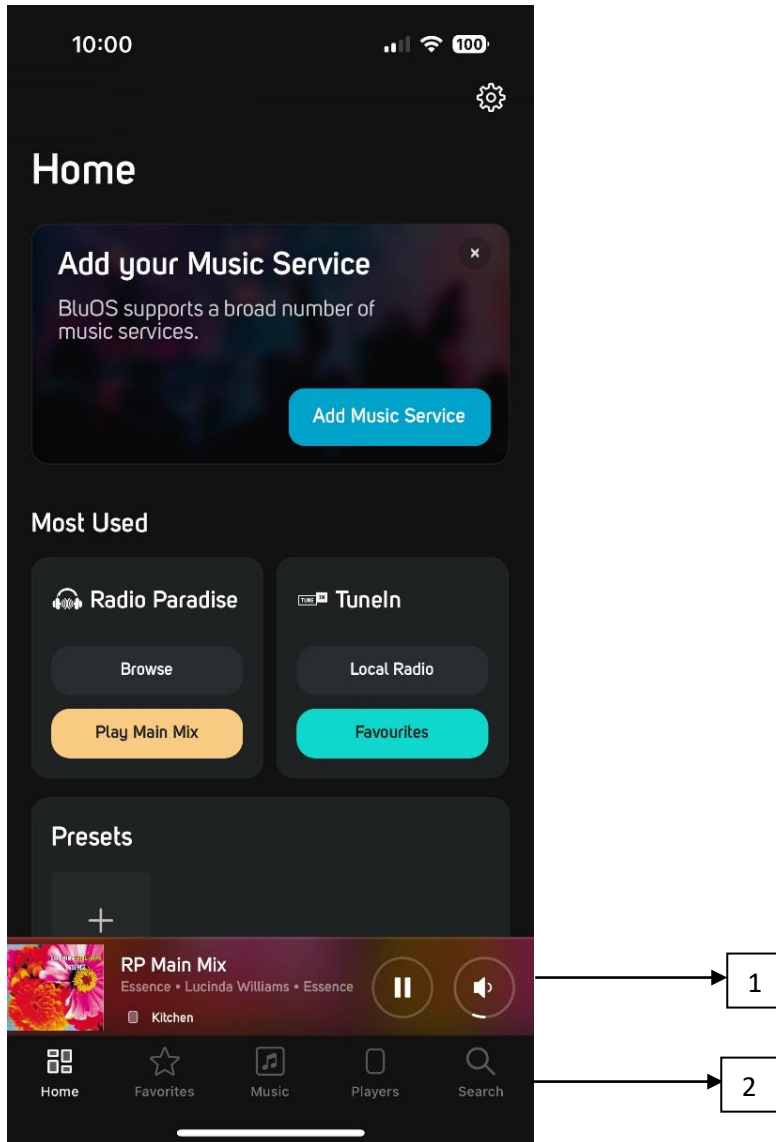 10:00
100
Home
Add your Music Service
BluOS supports a broad number of
music services.
Add Music Service
Most Used
Radio Paradise
TUNE IN TuneIn
Browse
Local Radio
Play Main Mix
Favourites
Presets
RP Main Mix
Essence • Lucinda Williams • Essence
Kitchen
Home Favorites Music Players Search
1
2